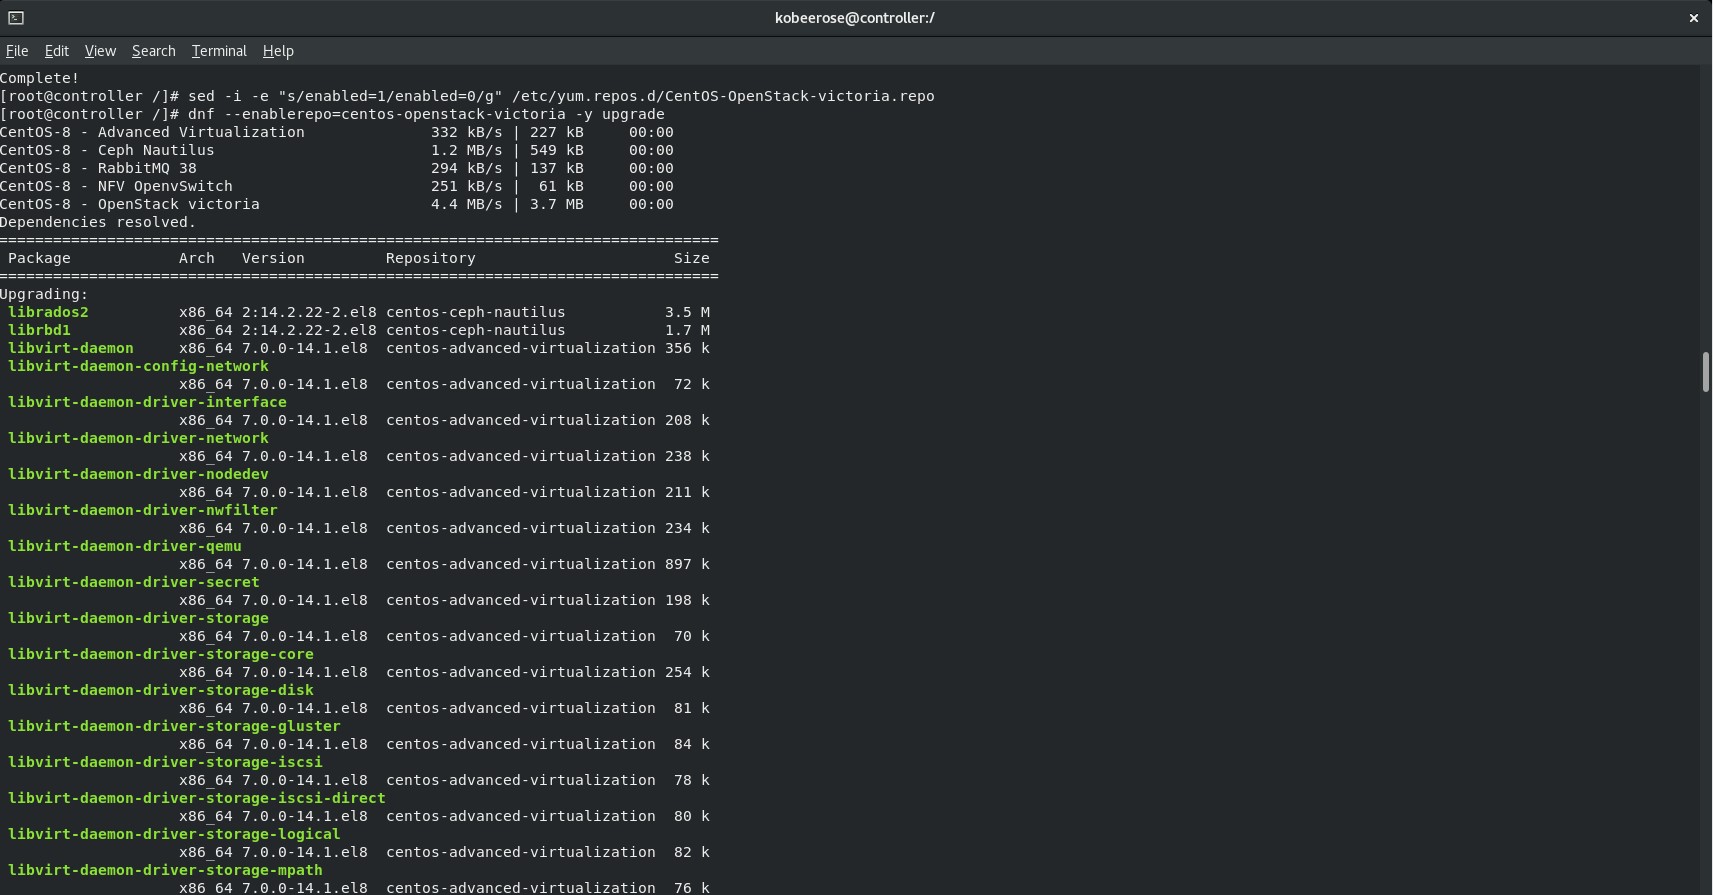 kobeerose@controller:/
File Edit View Search Terminal Help
Complete!
[root@controller /]# sed -i -e "s/enabled=1/enabled=0/g" /etc/yum.repos.d/CentOS-OpenStack-victoria.repo
[root@controller /]# dnf --enablerepo=centos-openstack-victoria -y upgrade
CentOS-8 - Advanced Virtualization              332 kB/s | 227 kB     00:00
CentOS-8 - Ceph Nautilus                        1.2 MB/s | 549 kB     00:00
CentOS-8 - RabbitMQ 38                          294 kB/s | 137 kB     00:00
CentOS-8 - NFV OpenvSwitch                      251 kB/s |  61 kB     00:00
CentOS-8 - OpenStack victoria                   4.4 MB/s | 3.7 MB     00:00
Dependencies resolved.
================================================================================
 Package            Arch   Version         Repository                      Size
================================================================================
Upgrading:
 librados2          x86_64 2:14.2.22-2.el8 centos-ceph-nautilus           3.5 M
 librbd1            x86_64 2:14.2.22-2.el8 centos-ceph-nautilus           1.7 M
 libvirt-daemon     x86_64 7.0.0-14.1.el8  centos-advanced-virtualization 356 k
 libvirt-daemon-config-network
                    x86_64 7.0.0-14.1.el8  centos-advanced-virtualization  72 k
 libvirt-daemon-driver-interface
                    x86_64 7.0.0-14.1.el8  centos-advanced-virtualization 208 k
 libvirt-daemon-driver-network
                    x86_64 7.0.0-14.1.el8  centos-advanced-virtualization 238 k
 libvirt-daemon-driver-nodedev
                    x86_64 7.0.0-14.1.el8  centos-advanced-virtualization 211 k
 libvirt-daemon-driver-nwfilter
                    x86_64 7.0.0-14.1.el8  centos-advanced-virtualization 234 k
 libvirt-daemon-driver-qemu
                    x86_64 7.0.0-14.1.el8  centos-advanced-virtualization 897 k
 libvirt-daemon-driver-secret
                    x86_64 7.0.0-14.1.el8  centos-advanced-virtualization 198 k
 libvirt-daemon-driver-storage
                    x86_64 7.0.0-14.1.el8  centos-advanced-virtualization  70 k
 libvirt-daemon-driver-storage-core
                    x86_64 7.0.0-14.1.el8  centos-advanced-virtualization 254 k
 libvirt-daemon-driver-storage-disk
                    x86_64 7.0.0-14.1.el8  centos-advanced-virtualization  81 k
 libvirt-daemon-driver-storage-gluster
                    x86_64 7.0.0-14.1.el8  centos-advanced-virtualization  84 k
 libvirt-daemon-driver-storage-iscsi
                    x86_64 7.0.0-14.1.el8  centos-advanced-virtualization  78 k
 libvirt-daemon-driver-storage-iscsi-direct
                    x86_64 7.0.0-14.1.el8  centos-advanced-virtualization  80 k
 libvirt-daemon-driver-storage-logical
                    x86_64 7.0.0-14.1.el8  centos-advanced-virtualization  82 k
 libvirt-daemon-driver-storage-mpath
                    x86_64 7.0.0-14.1.el8  centos-advanced-virtualization  76 k